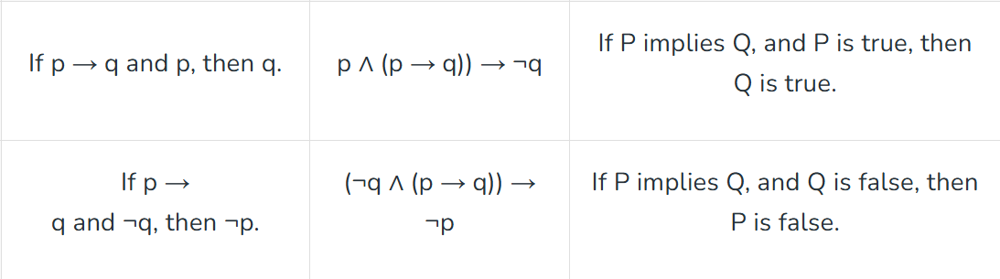 If p → q and p, then q.
p ∧ (p → q)) → ¬q
If P implies Q, and P is true, then
Q is true.
If p →
q and ¬q, then ¬p.
(¬q ∧ (p → q)) →
¬p
If P implies Q, and Q is false, then
P is false.